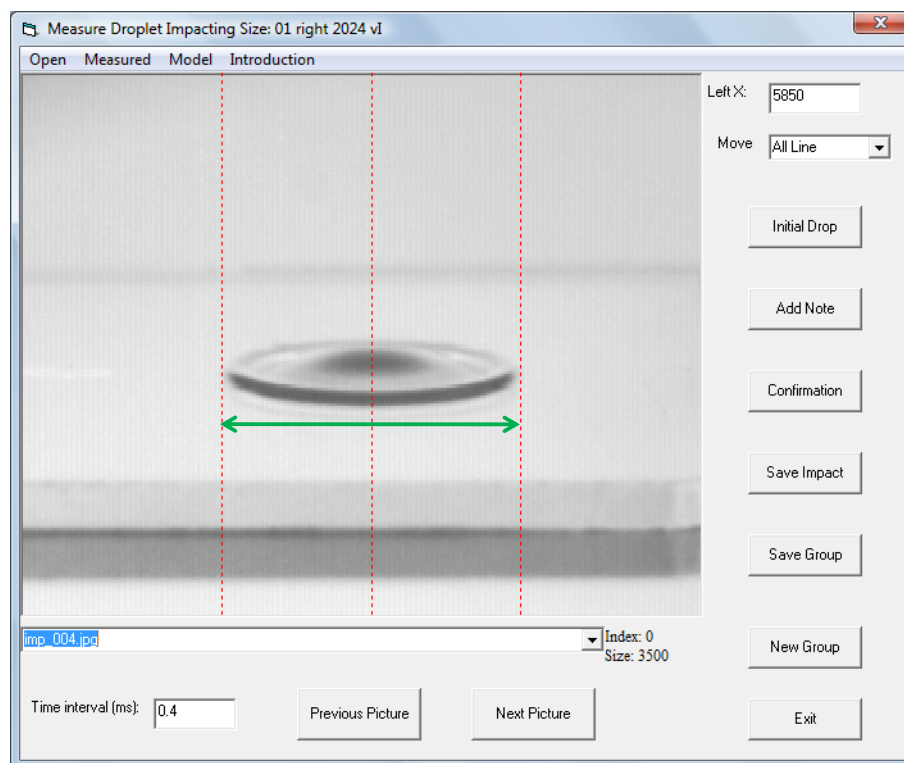 Measure Droplet Impacting Size: 01 right 2024 vI
Open Measured Model Introduction
Left X: 5850
Move All Line
Initial Drop
Add Note
Confirmation
Save Impact
Save Group
imp_004.jpg
Index: 0
Size: 3500
New Group
Time interval (ms): 0.4
Previous Picture
Next Picture
Exit